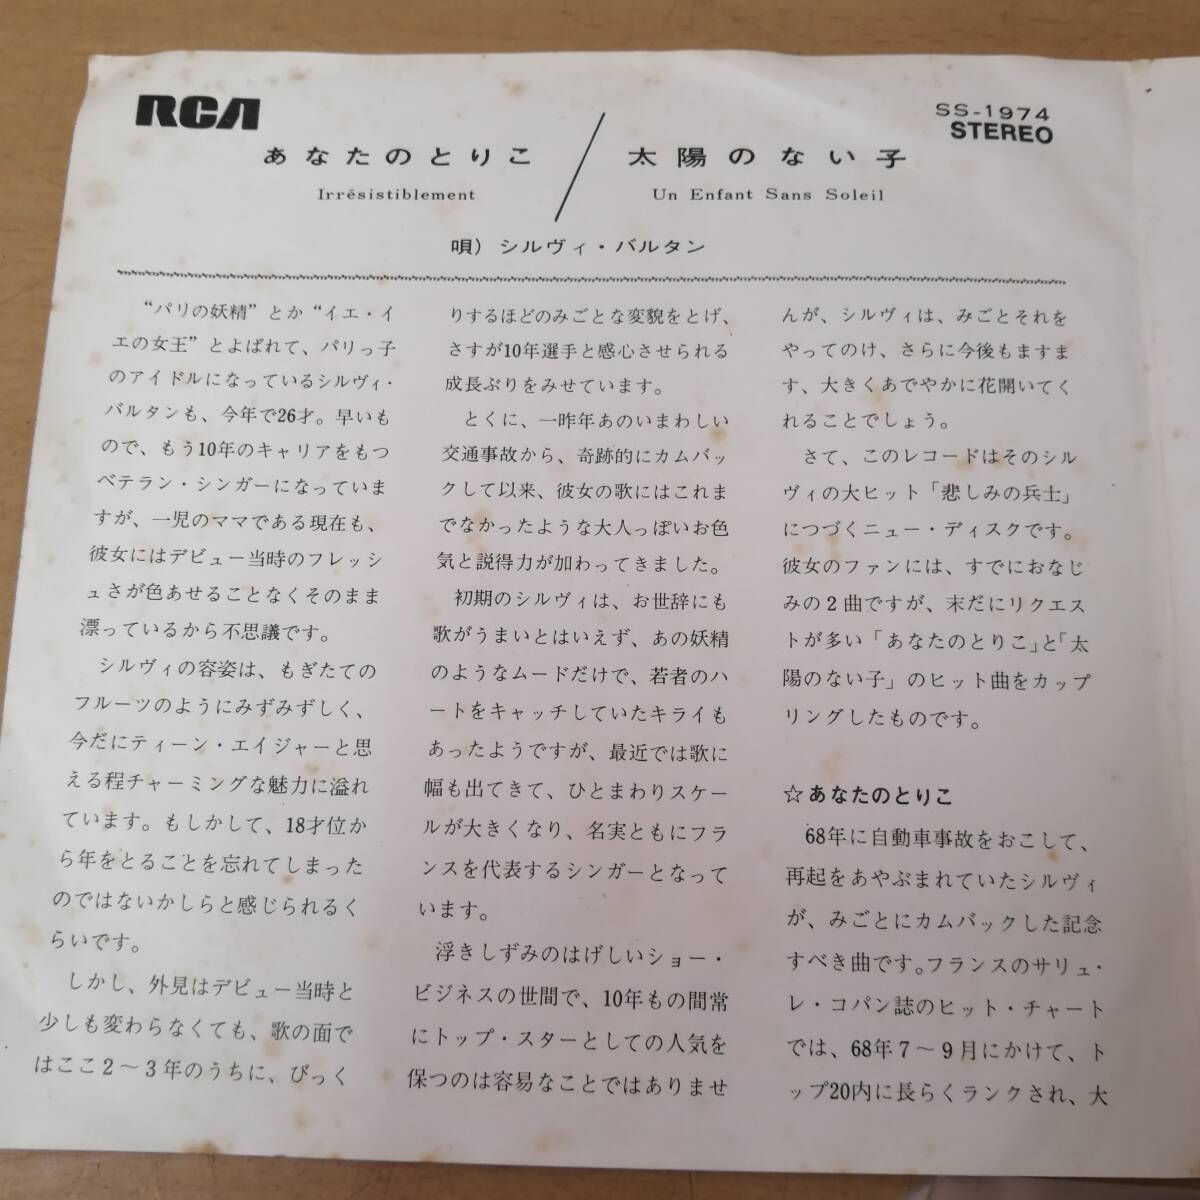 RCA
SS-1974
STEREO
あなたのとりこ
Irrésistiblement
太陽のない子
Un Enfant Sans Soleil
唄）シルヴィ・バルタン
“パリの妖精”とか“イエ・イ
エの女王”とよばれて、パリっ子
のアイドルになっているシルヴィ・
バルタンも、今年で26才。早いも
ので、もう10年のキャリアをもつ
ベテラン・シンガーになっていま
すが、一児のママである現在も、
彼女にはデビュー当時のフレッシ
ュさが色あせることなくそのまま
漂っているから不思議です。
シルヴィの容姿は、もぎたての
フルーツのようにみずみずしく、
今だにティーン・エイジャーと思
える程チャーミングな魅力に溢れ
ています。もしかして、18才位か
ら年をとることを忘れてしまった
のではないかしらと感じられるく
らいです。
しかし、外見はデビュー当時と
少しも変わらなくても、歌の面で
はここ2～3年のうちに、びっく
りするほどのみごとな変貌をとげ、
さすが10年選手と感心させられる
成長ぶりをみせています。
とくに、一昨年あのいまわしい
交通事故から、奇跡的にカムバッ
クして以来、彼女の歌にはこれま
でなかったような大人っぽいお色
気と説得力が加わってきました。
初期のシルヴィは、お世辞にも
歌がうまいとはいえず、あの妖精
のようなムードだけで、若者のハ
ートをキャッチしていたキライも
あったようですが、最近では歌に
幅も出てきて、ひとまわりスケー
ルが大きくなり、名実ともにフラ
ンスを代表するシンガーとなって
います。
浮きしずみのはげしいショー・
ビジネスの世間で、10年もの間常
にトップ・スターとしての人気を
保つのは容易なことではありませ
んが、シルヴィは、みごとそれを
やってのけ、さらに今後もますま
す、大きくあでやかに花開いてく
れることでしょう。
さて、このレコードはそのシル
ヴィの大ヒット「悲しみの兵士」
につづくニュー・ディスクです。
彼女のファンには、すでにおなじ
みの2曲ですが、末だにリクエス
トが多い「あなたのとりこ」と「太
陽のない子」のヒット曲をカップ
リングしたものです。
☆あなたのとりこ
68年に自動車事故をおこして、
再起をあやぶまれていたシルヴィ
が、みごとにカムバックした記念
すべき曲です。フランスのサリュ・
レ・コパン誌のヒット・チャート
では、68年7～9月にかけて、ト
ップ20内に長らくランクされ、大